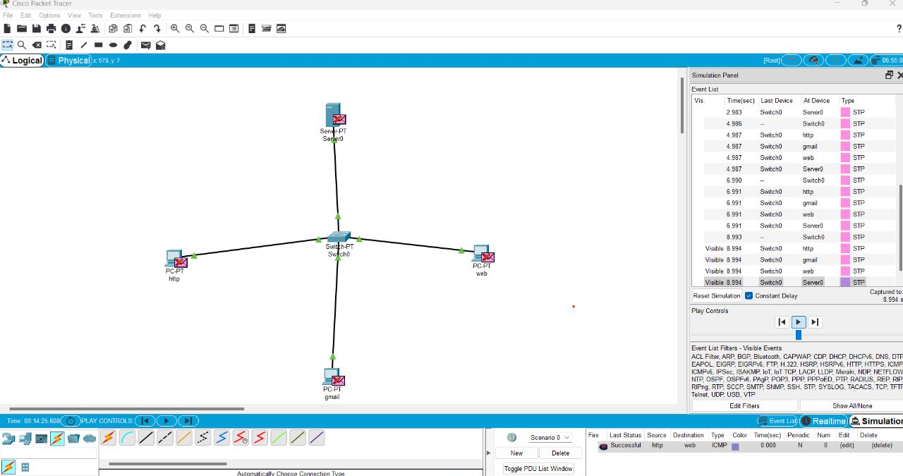 Cisco Packet Tracer
File Edit Options View Tools Extensions Help
Logical Physical x: 578, y: 7 [Root] 06:55:0
Server-PT
Server0
Switch-PT
Switch0
PC-PT
http
PC-PT
web
PC-PT
gmail
Simulation Panel
Event List
Vis. Time(sec) Last Device At Device Type
2.983 Switch0 Server0 STP
4.986 -- Switch0 STP
4.987 Switch0 http STP
4.987 Switch0 gmail STP
4.987 Switch0 web STP
4.987 Switch0 Server0 STP
6.990 -- Switch0 STP
6.991 Switch0 http STP
6.991 Switch0 gmail STP
6.991 Switch0 web STP
6.991 Switch0 Server0 STP
8.993 -- Switch0 STP
Visible 8.994 Switch0 http STP
Visible 8.994 Switch0 gmail STP
Visible 8.994 Switch0 web STP
Visible 8.994 Switch0 Server0 STP
Reset Simulation Constant Delay Captured to:
8.994 s
Play Controls
Event List Filters - Visible Events
ACL Filter, ARP, BGP, Bluetooth, CAPWAP, CDP, DHCP, DHCPv6, DNS, DT
EAPOL, EIGRP, EIGRPv6, FTP, H.323, HSRP, HSRPv6, HTTP, HTTPS, ICMP,
ICMPv6, IPSec, ISAKMP, IoT, IoT TCP, LACP, LLDP, Meraki, NDP, NETFLOW
NTP, OSPF, OSPFv6, PAgP, POP3, PPP, PPPoED, PTP, RADIUS, REP, RIP,
RIPng, RTP, SCCP, SMTP, SNMP, SSH, STP, SYSLOG, TACACS, TCP, TFTP
Telnet, UDP, USB, VTP
Edit Filters Show All/None
Time: 00:14:25.608 PLAY CONTROLS: Event List Realtime Simulation
Scenario 0
New Delete
Toggle PDU List Window
Fire Last Status Source Destination Type Color Time(sec) Periodic Num Edit Delete
Successful http web ICMP 0.000 N 0 (edit) (delete)
Automatically Choose Connection Type